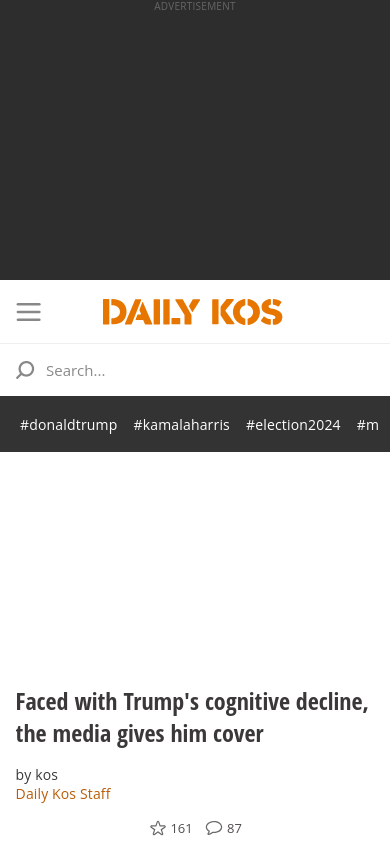 ADVERTISEMENT
DAILY KOS
Search...
#donaldtrump #kamalaharris #election2024 #m
Faced with Trump's cognitive decline,
the media gives him cover
by kos
Daily Kos Staff
161 87